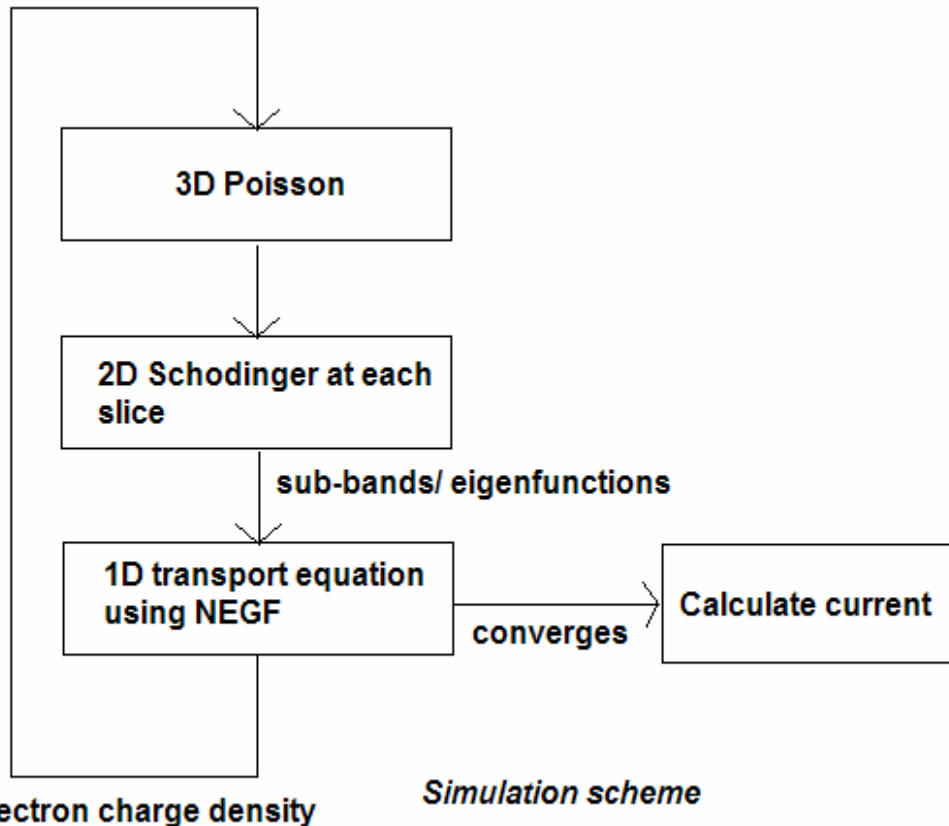 3D Poisson
2D Schodinger at each
slice
sub-bands/ eigenfunctions
1D transport equation
using NEGF
converges
Calculate current
Simulation scheme
charge density